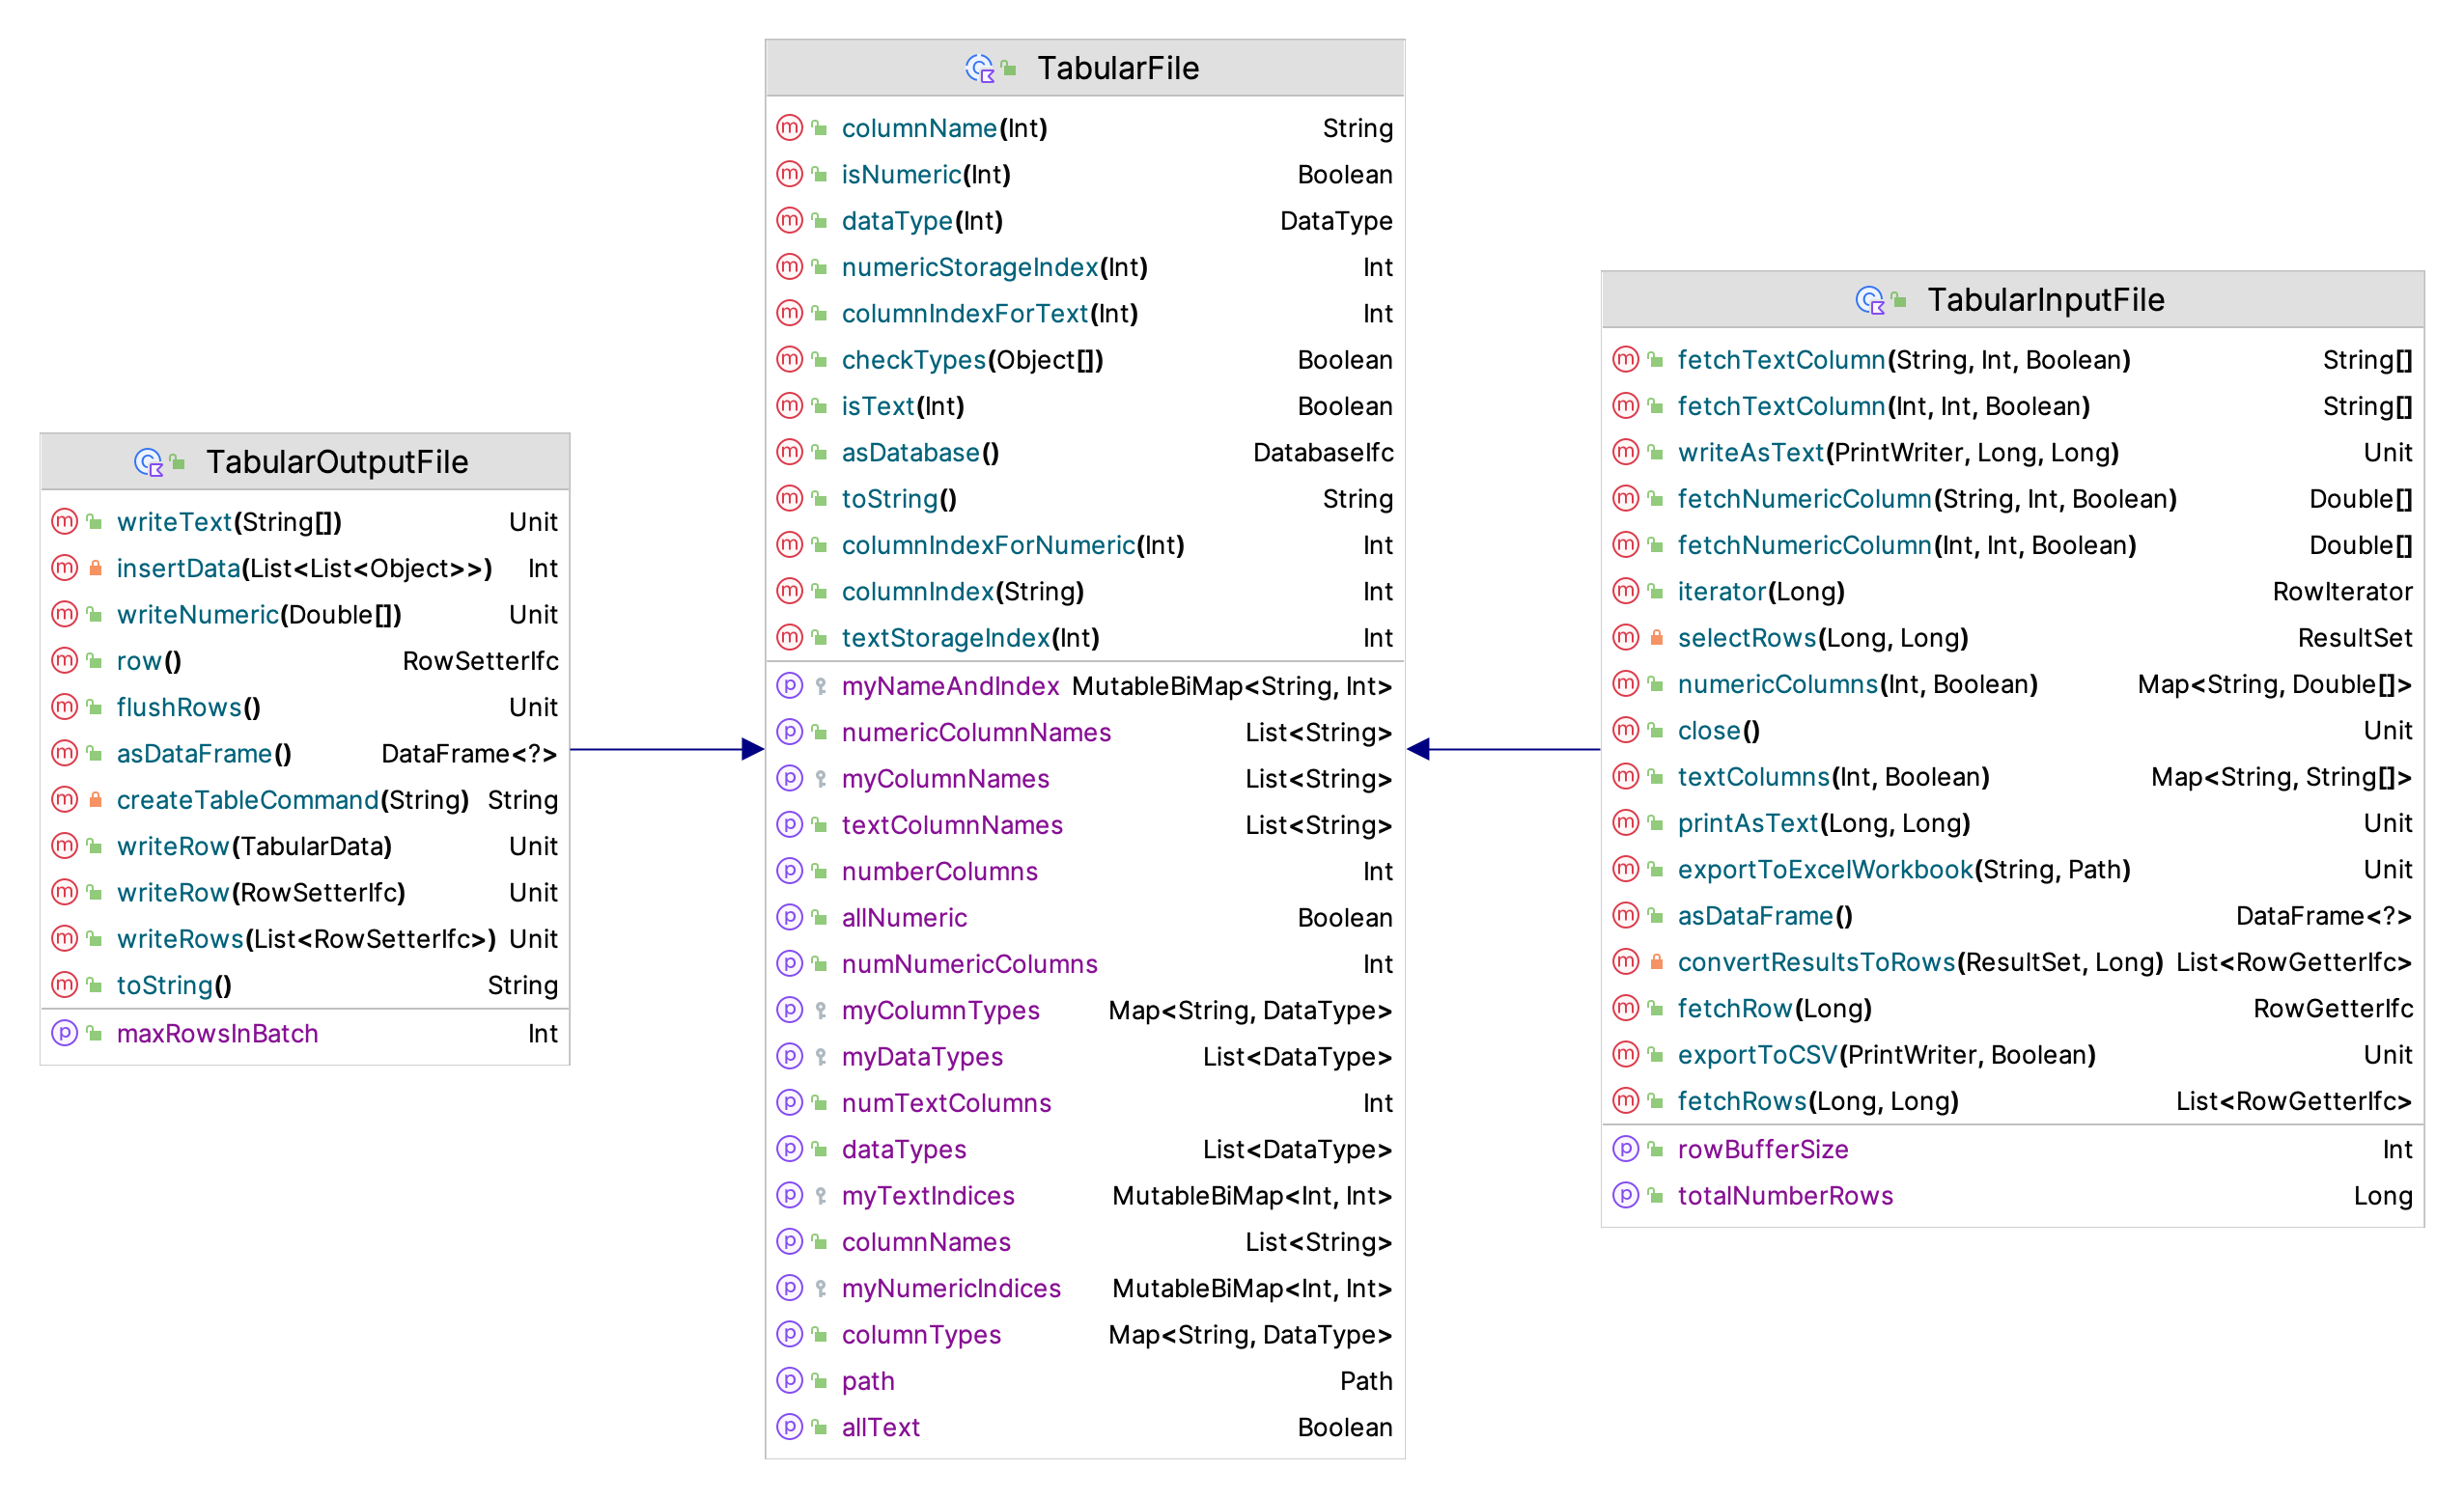 TabularOutputFile
writeText(String[]) Unit
insertData(List<List<Object>>) Int
writeNumeric(Double[]) Unit
row() RowSetterIfc
flushRows() Unit
asDataFrame() DataFrame<?>
createTableCommand(String) String
writeRow(TabularData) Unit
writeRow(RowSetterIfc) Unit
writeRows(List<RowSetterIfc>) Unit
toString() String
maxRowsInBatch Int
TabularFile
columnName(Int) String
isNumeric(Int) Boolean
dataType(Int) DataType
numericStorageIndex(Int) Int
columnIndexForText(Int) Int
checkTypes(Object[]) Boolean
isText(Int) Boolean
asDatabase() DatabaseIfc
toString() String
columnIndexForNumeric(Int) Int
columnIndex(String) Int
textStorageIndex(Int) Int
myNameAndIndex MutableBiMap<String, Int>
numericColumnNames List<String>
myColumnNames List<String>
textColumnNames List<String>
numberColumns Int
allNumeric Boolean
numNumericColumns Int
myColumnTypes Map<String, DataType>
myDataTypes List<DataType>
numTextColumns Int
dataTypes List<DataType>
myTextIndices MutableBiMap<Int, Int>
columnNames List<String>
myNumericIndices MutableBiMap<Int, Int>
columnTypes Map<String, DataType>
path Path
allText Boolean
TabularInputFile
fetchTextColumn(String, Int, Boolean) String[]
fetchTextColumn(Int, Int, Boolean) String[]
writeAsText(PrintWriter, Long, Long) Unit
fetchNumericColumn(String, Int, Boolean) Double[]
fetchNumericColumn(Int, Int, Boolean) Double[]
iterator(Long) RowIterator
selectRows(Long, Long) ResultSet
numericColumns(Int, Boolean) Map<String, Double[]>
close() Unit
textColumns(Int, Boolean) Map<String, String[]>
printAsText(Long, Long) Unit
exportToExcelWorkbook(String, Path) Unit
asDataFrame() DataFrame<?>
convertResultsToRows(ResultSet, Long) List<RowGetterIfc>
fetchRow(Long) RowGetterIfc
exportToCSV(PrintWriter, Boolean) Unit
fetchRows(Long, Long) List<RowGetterIfc>
rowBufferSize Int
totalNumberRows Long